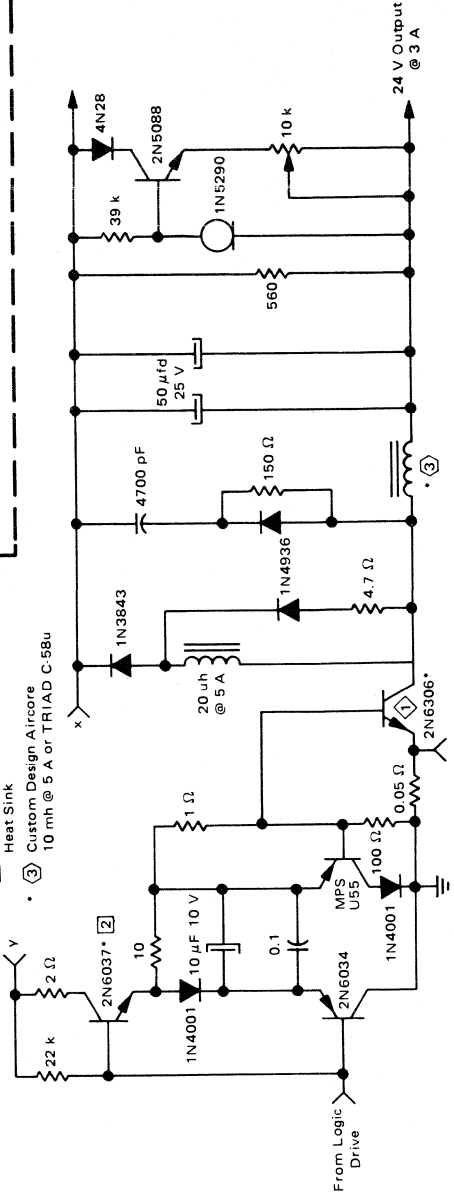 Heat Sink
* ③ Custom Design Aircore
10 mh @ 5 A or TRIAD C-58u
y
x
22 k
2 Ω
2N6037* 2
10
1N4001
10 μF 10 V
0.1
2N6034
From Logic
Drive
1 Ω
MPS
U55
100 Ω
1N4001
0.05 Ω
1
2N6306*
1N3843
20 uh
@ 5 A
1N4936
4.7 Ω
4700 pF
150 Ω
* ③
50 μfd
25 V
560
39 k
4N28
2N5088
1N5290
10 k
24 V Output
@ 3 A